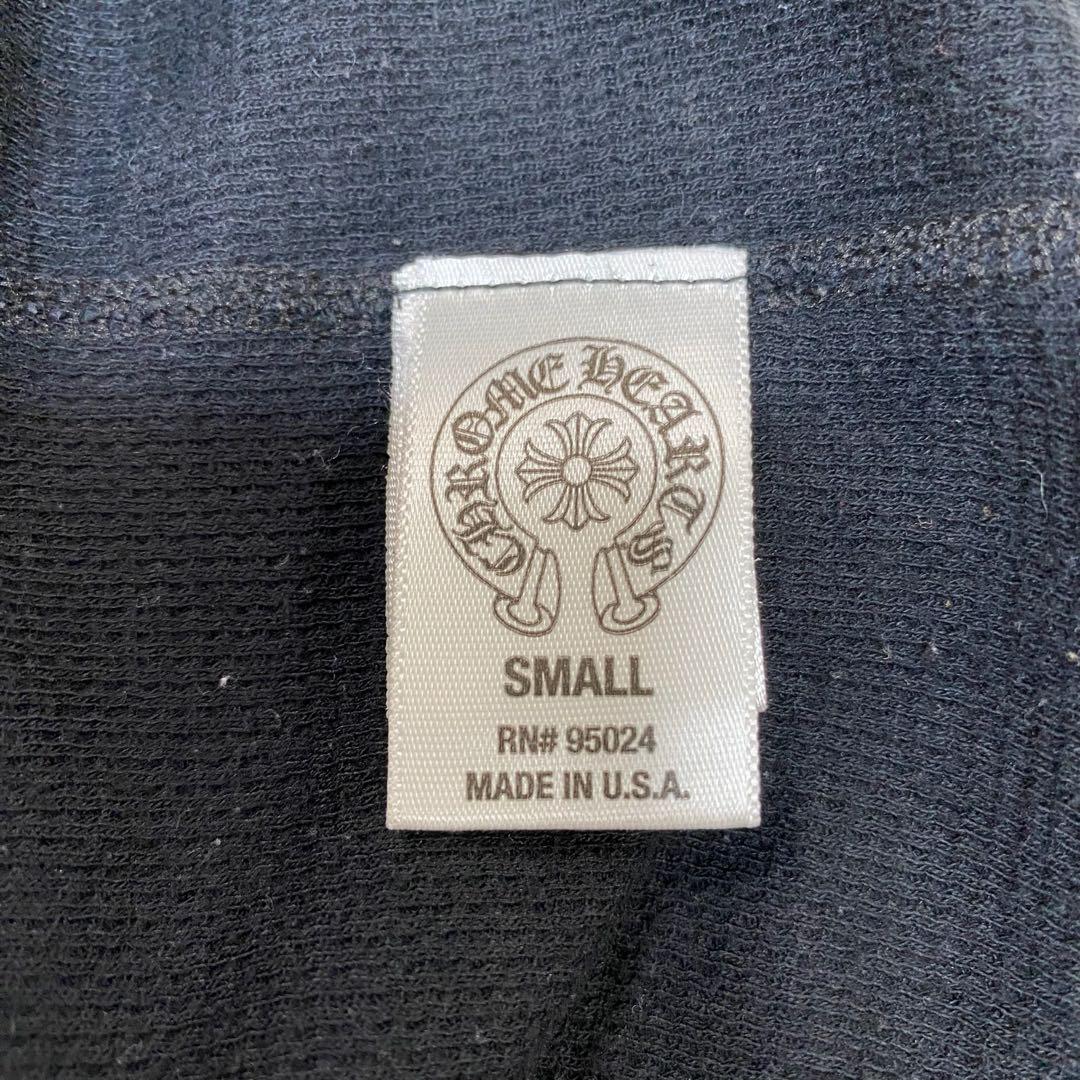 CHROME HEARTS
SMALL
RN# 95024
MADE IN U.S.A.